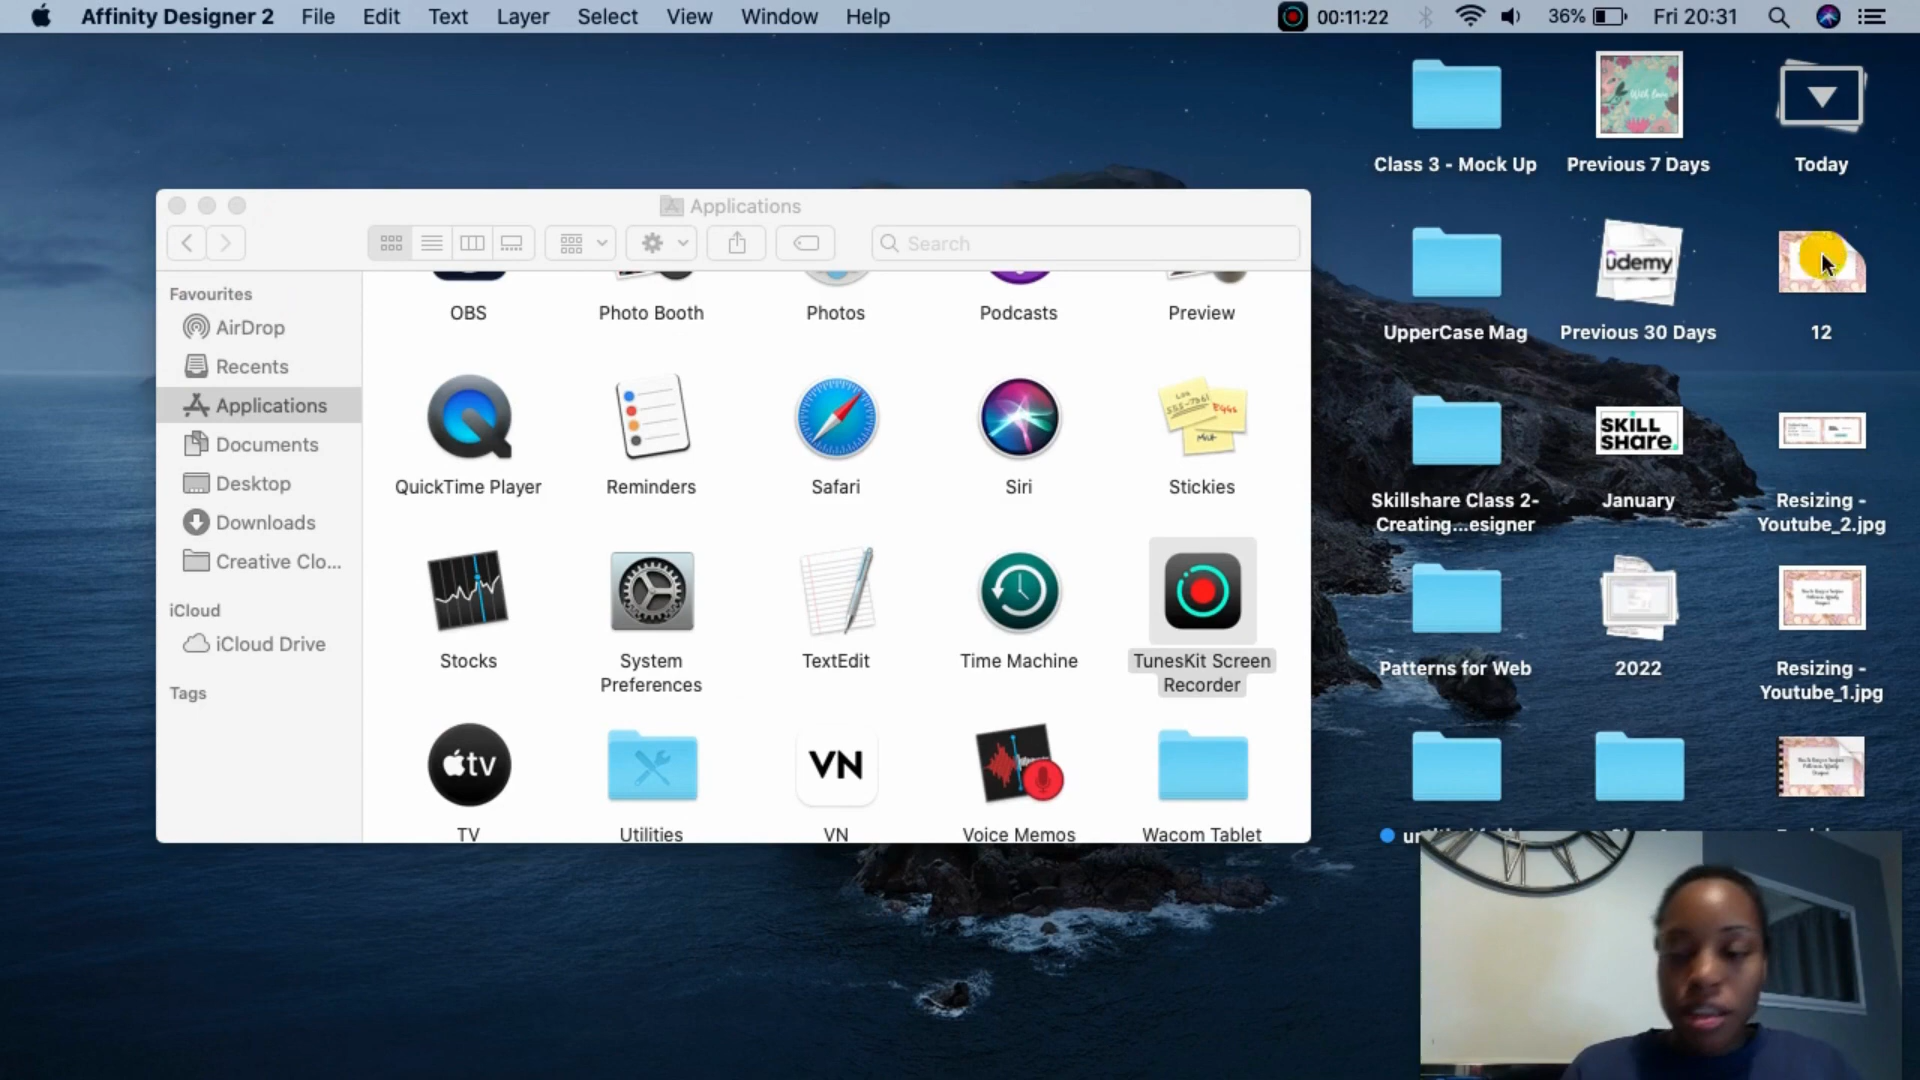 Affinity Designer 2 File Edit Text Layer Select View Window Help 00:11:22 36% Fri 20:31
Applications
Search
Favourites
AirDrop
Recents
Applications
Documents
Desktop
Downloads
Creative Clo...
iCloud
iCloud Drive
Tags
OBS
Photo Booth
Photos
Podcasts
Preview
QuickTime Player
Reminders
Safari
Siri
Stickies
Stocks
System
Preferences
TextEdit
Time Machine
TunesKit Screen
Recorder
tv
TV
Utilities
VN
VN
Voice Memos
Wacom Tablet
Class 3 - Mock Up
With love
Previous 7 Days
Today
UpperCase Mag
udemy
Previous 30 Days
12
Skillshare Class 2-
Creating...esigner
SKILL
SHARE.
January
Resizing -
Youtube_2.jpg
Patterns for Web
2022
Resizing -
Youtube_1.jpg